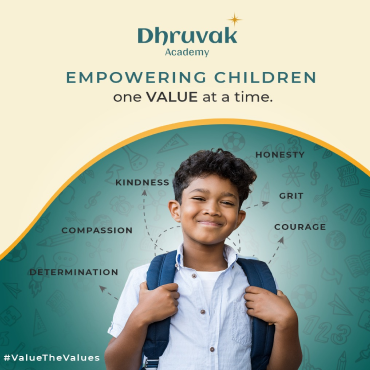 Dhruvak
Academy
EMPOWERING CHILDREN
one VALUE at a time.
HONESTY
KINDNESS
GRIT
COMPASSION
COURAGE
DETERMINATION
#ValueTheValues